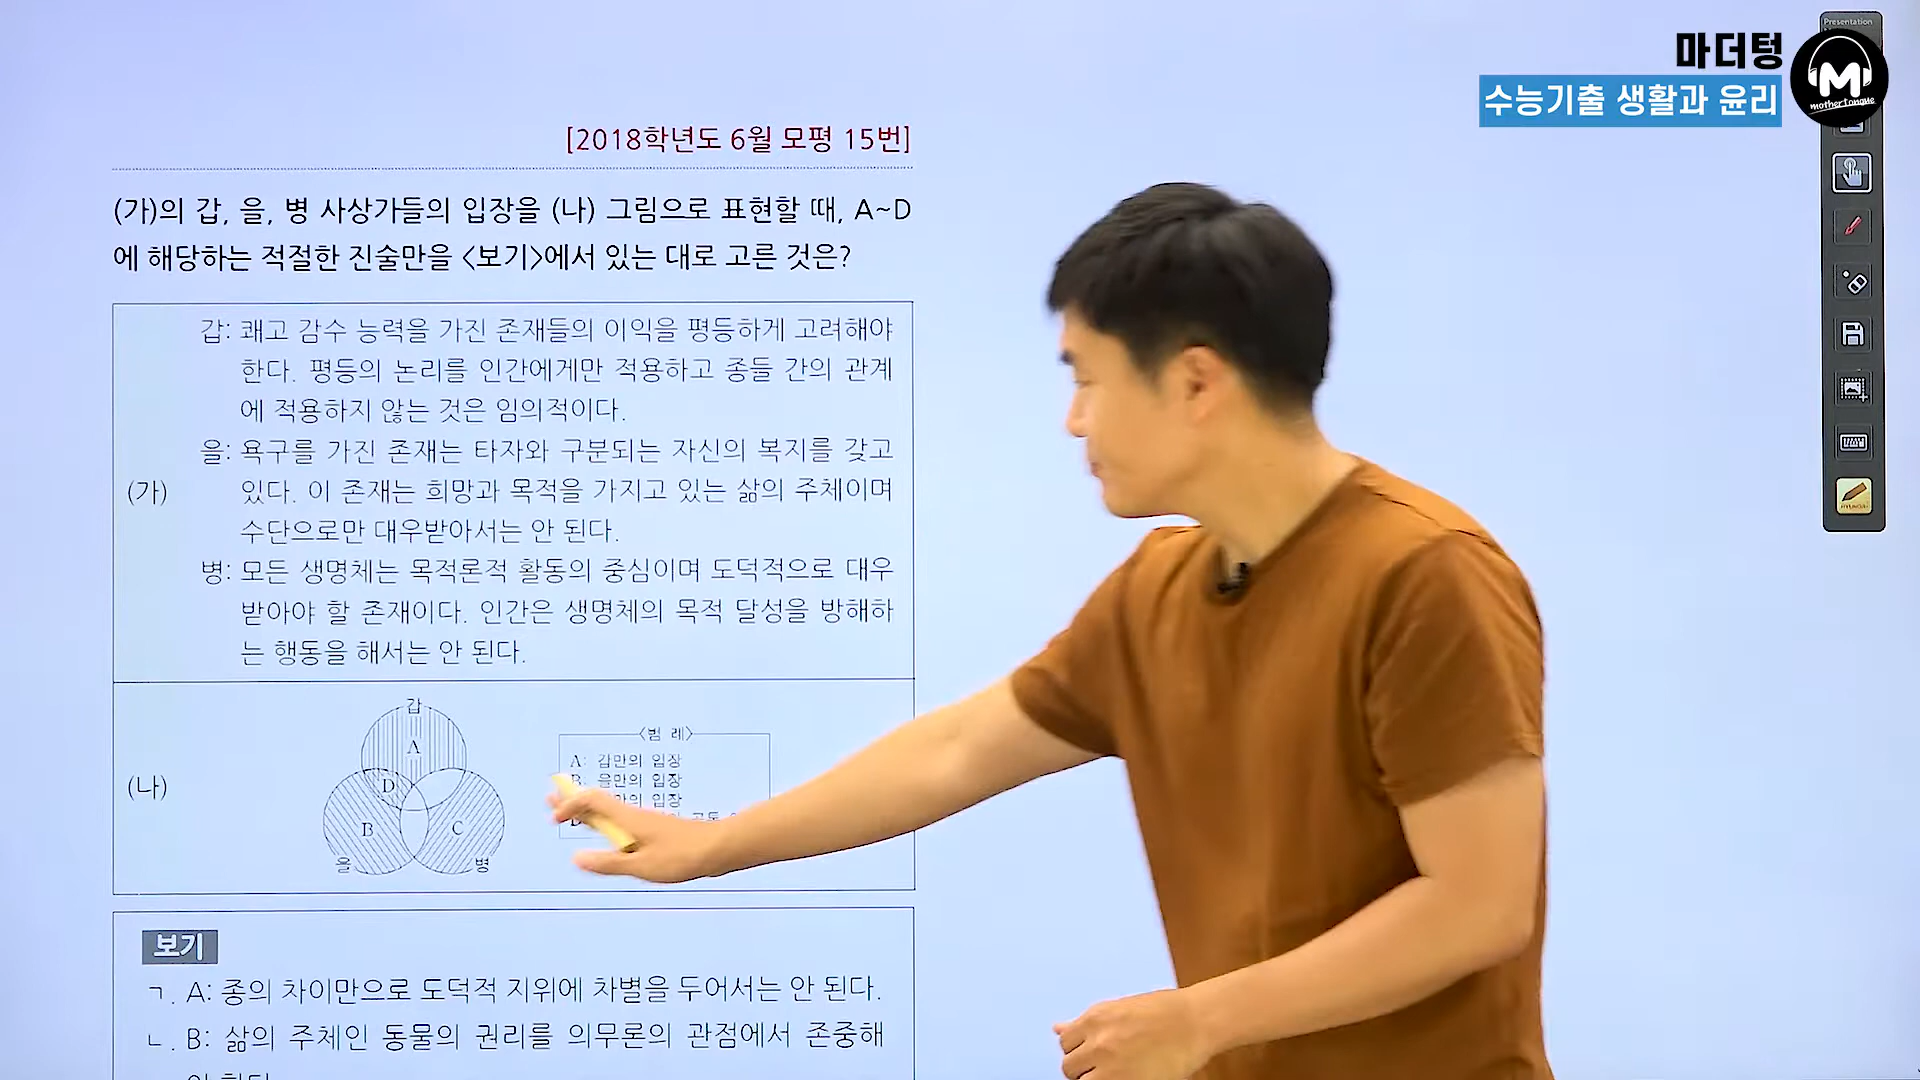 Presentation
마더텅
수능기출 생활과 윤리
M
mothertongue
[2018학년도 6월 모평 15번]
(가)의 갑, 을, 병 사상가들의 입장을 (나) 그림으로 표현할 때, A~D
에 해당하는 적절한 진술만을 <보기>에서 있는 대로 고른 것은?
(가)
갑: 쾌고 감수 능력을 가진 존재들의 이익을 평등하게 고려해야
한다. 평등의 논리를 인간에게만 적용하고 종들 간의 관계
에 적용하지 않는 것은 임의적이다.
을: 욕구를 가진 존재는 타자와 구분되는 자신의 복지를 갖고
있다. 이 존재는 희망과 목적을 가지고 있는 삶의 주체이며
수단으로만 대우받아서는 안 된다.
병: 모든 생명체는 목적론적 활동의 중심이며 도덕적으로 대우
받아야 할 존재이다. 인간은 생명체의 목적 달성을 방해하
는 행동을 해서는 안 된다.
(나)
갑
A
D
B
C
을
병
<범 례>
A: 갑만의 입장
B: 을만의 입장
만의 입장
공통
보기
ㄱ. A: 종의 차이만으로 도덕적 지위에 차별을 두어서는 안 된다.
ㄴ. B: 삶의 주체인 동물의 권리를 의무론의 관점에서 존중해